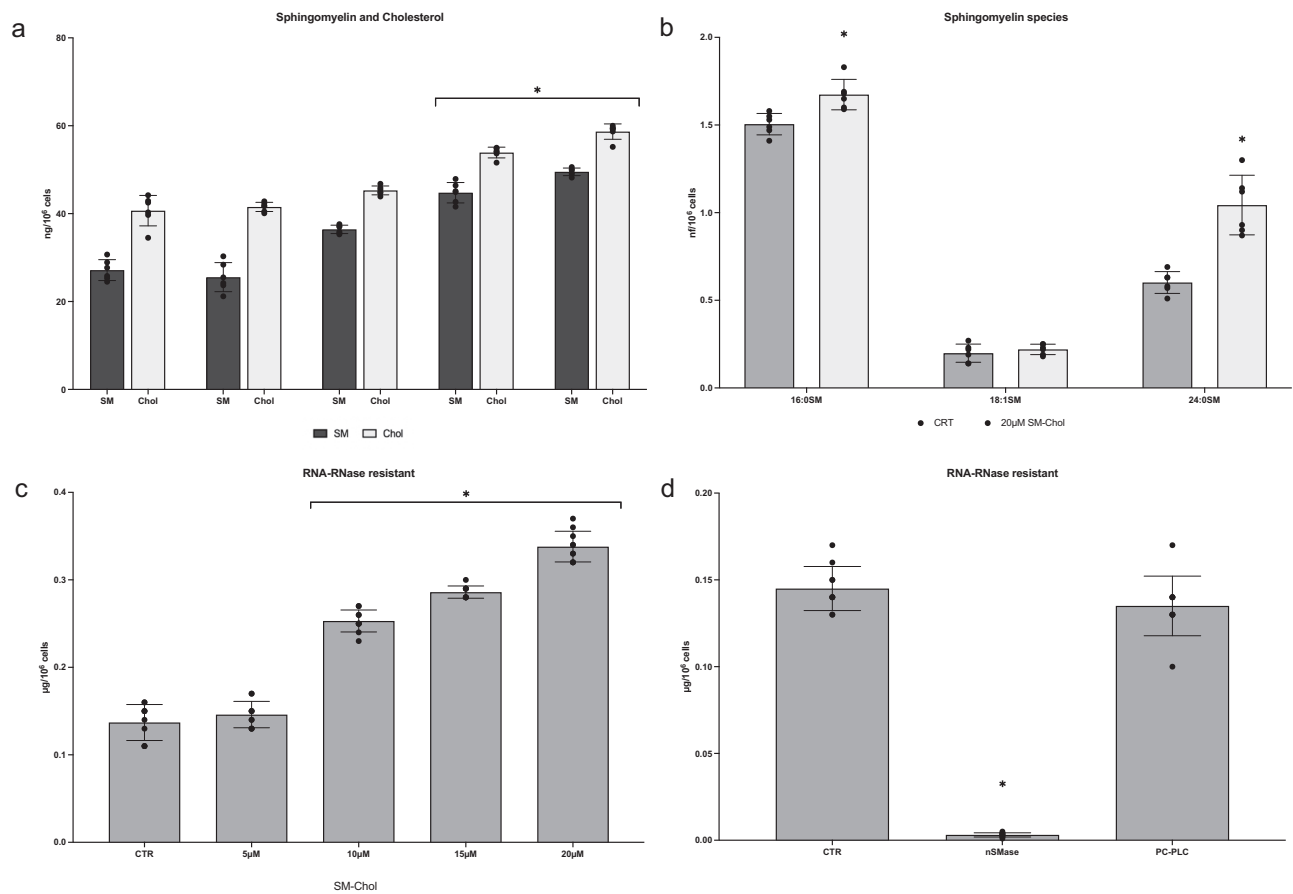 a
Sphingomyelin and Cholesterol
80
60
40
20
0
ng/10⁶ cells
*
SM Chol SM Chol SM Chol SM Chol SM Chol
SM Chol
b
Sphingomyelin species
2.0
1.5
1.0
0.5
0.0
nf/10⁶ cells
*
*
16:0SM 18:1SM 24:0SM
CRT 20µM SM-Chol
c
RNA-RNase resistant
0.4
0.3
0.2
0.1
0.0
µg/10⁶ cells
*
CTR 5µM 10µM 15µM 20µM
SM-Chol
d
RNA-RNase resistant
0.20
0.15
0.10
0.05
0.00
µg/10⁶ cells
*
CTR nSMase PC-PLC